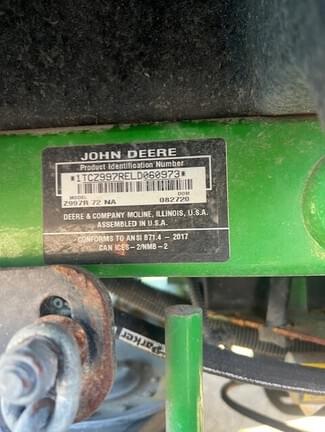 JOHN DEERE
Product Identification Number
*1TCZ997RELD060973*
MODEL DOM
Z997R 72 NA 082720
DEERE & COMPANY MOLINE, ILLINOIS, U.S.A.
ASSEMBLED IN U.S.A.
CONFORMS TO ANSI B71.4 – 2017
CAN ICES – 2/NMB – 2
Parker